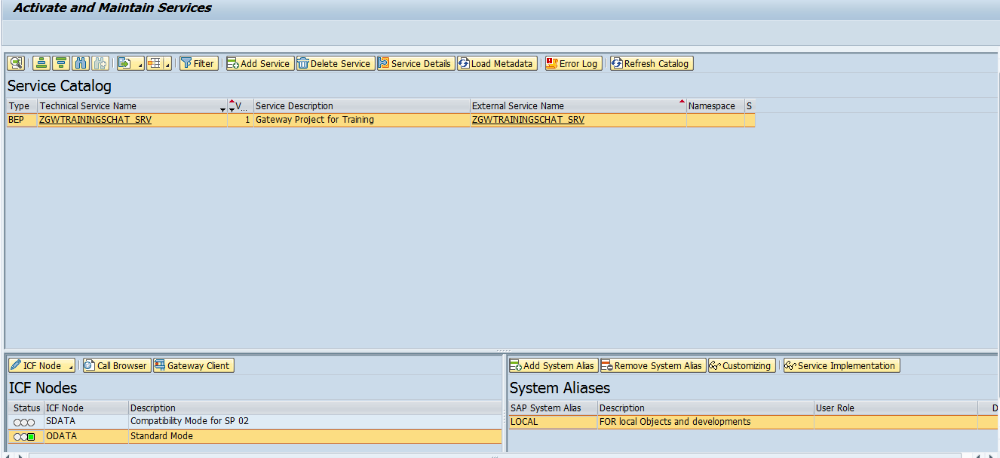 Activate and Maintain Services
Filter Add Service Delete Service Service Details Load Metadata Error Log Refresh Catalog
Service Catalog
Type Technical Service Name V... Service Description External Service Name Namespace S
BEP ZGWTRAININGSCHAT_SRV 1 Gateway Project for Training ZGWTRAININGSCHAT_SRV
ICF Node Call Browser Gateway Client
ICF Nodes
Status ICF Node Description
SDATA Compatibility Mode for SP 02
ODATA Standard Mode
Add System Alias Remove System Alias Customizing Service Implementation
System Aliases
SAP System Alias Description User Role D
LOCAL FOR local Objects and developments